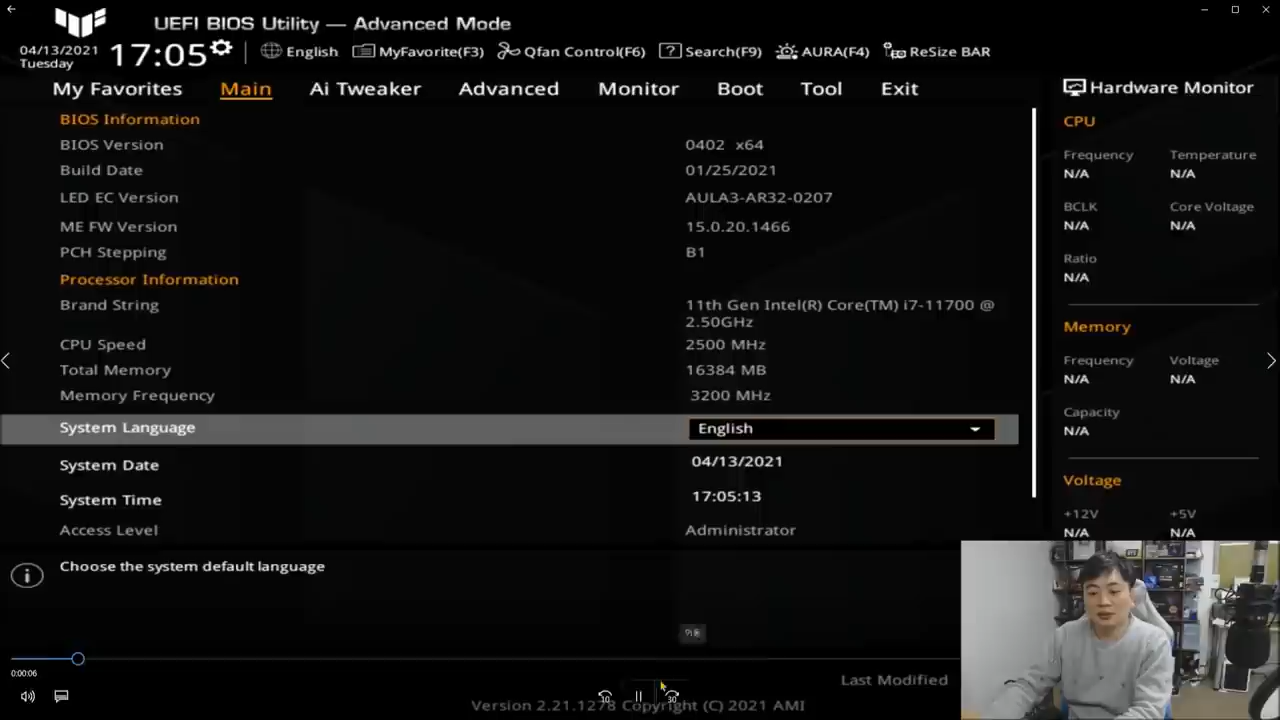 UEFI BIOS Utility — Advanced Mode
04/13/2021
Tuesday
17:05
English
MyFavorite(F3)
Qfan Control(F6)
? Search(F9)
AURA(F4)
ReSize BAR
My Favorites
Main
Ai Tweaker
Advanced
Monitor
Boot
Tool
Exit
Hardware Monitor
BIOS Information
BIOS Version 0402 x64
Build Date 01/25/2021
LED EC Version AULA3-AR32-0207
ME FW Version 15.0.20.1466
PCH Stepping B1
Processor Information
Brand String 11th Gen Intel(R) Core(TM) i7-11700 @
2.50GHz
CPU Speed 2500 MHz
Total Memory 16384 MB
Memory Frequency 3200 MHz
System Language English
System Date 04/13/2021
System Time 17:05:13
Access Level Administrator
CPU
Frequency Temperature
N/A N/A
BCLK Core Voltage
N/A N/A
Ratio
N/A
Memory
Frequency Voltage
N/A N/A
Capacity
N/A
Voltage
+12V +5V
N/A N/A
i Choose the system default language
0:00:06
10
30
Last Modified
Version 2.21.1278 Copyright (C) 2021 AMI